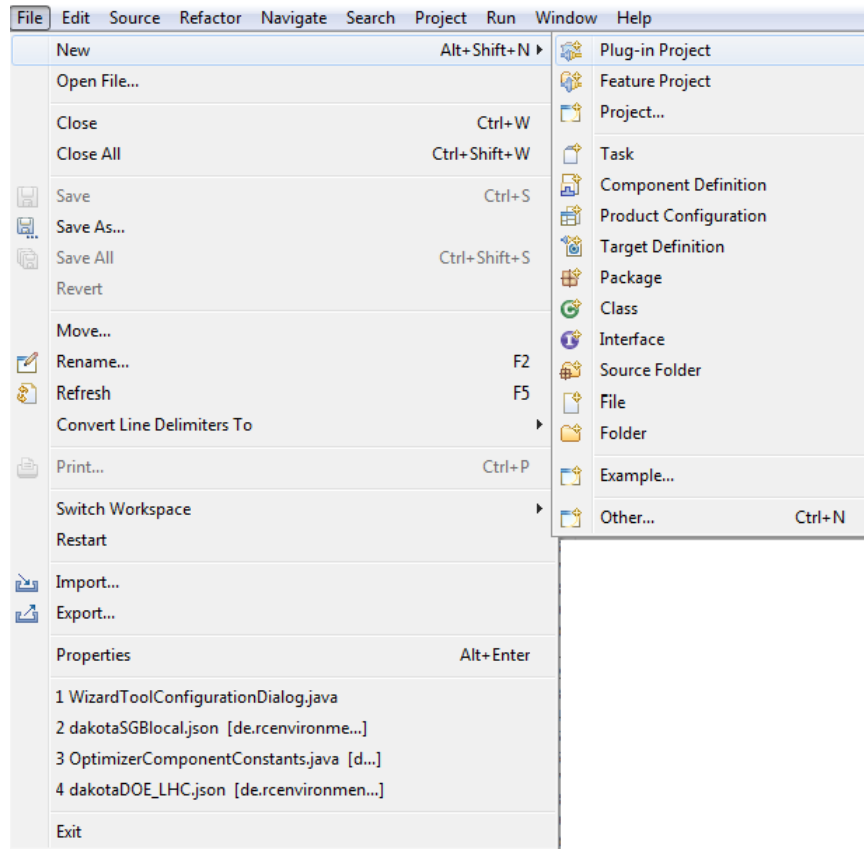 File Edit Source Refactor Navigate Search Project Run Window Help
New Alt+Shift+N
Open File...
Close Ctrl+W
Close All Ctrl+Shift+W
Save Ctrl+S
Save As...
Save All Ctrl+Shift+S
Revert
Move...
Rename... F2
Refresh F5
Convert Line Delimiters To
Print... Ctrl+P
Switch Workspace
Restart
Import...
Export...
Properties Alt+Enter
1 WizardToolConfigurationDialog.java
2 dakotaSGBlocal.json [de.rcenvironme...]
3 OptimizerComponentConstants.java [d...]
4 dakotaDOE_LHC.json [de.rcenvironmen...]
Exit
Plug-in Project
Feature Project
Project...
Task
Component Definition
Product Configuration
Target Definition
Package
Class
Interface
Source Folder
File
Folder
Example...
Other... Ctrl+N